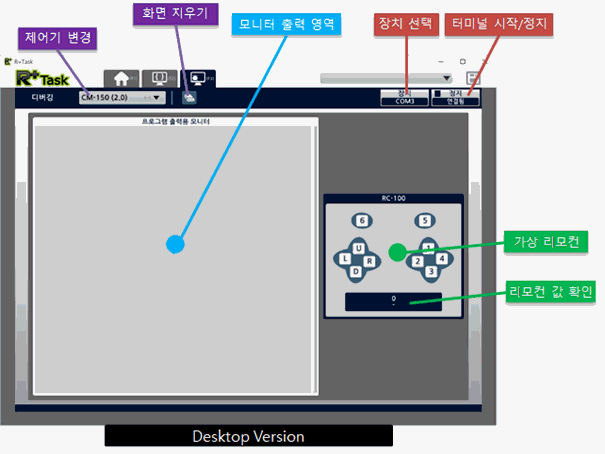 제어기 변경
화면 지우기
모니터 출력 영역
장치 선택
터미널 시작/정지
R+Task
R+Task
디버깅
CM-150 (2.0)
장치
COM3
정지
연결됨
프로그램 출력용 모니터
RC-100
6
5
U
L
R
D
1
2
4
3
0
가상 리모컨
리모컨 값 확인
Desktop Version